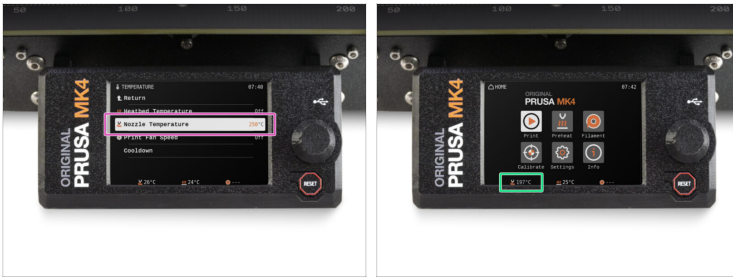 50 100 150 200
ORIGINAL
PRUSA MK4
TEMPERATURE 07:40
Return
Heatbed Temperature Off
Nozzle Temperature 250°C
Print Fan Speed Off
Cooldown
26°C 24°C ---
RESET
50 100 150 200
ORIGINAL
PRUSA MK4
HOME 07:42
ORIGINAL
PRUSA MK4
Print Preheat Filament
Calibrate Settings Info
197°C 25°C ---
RESET